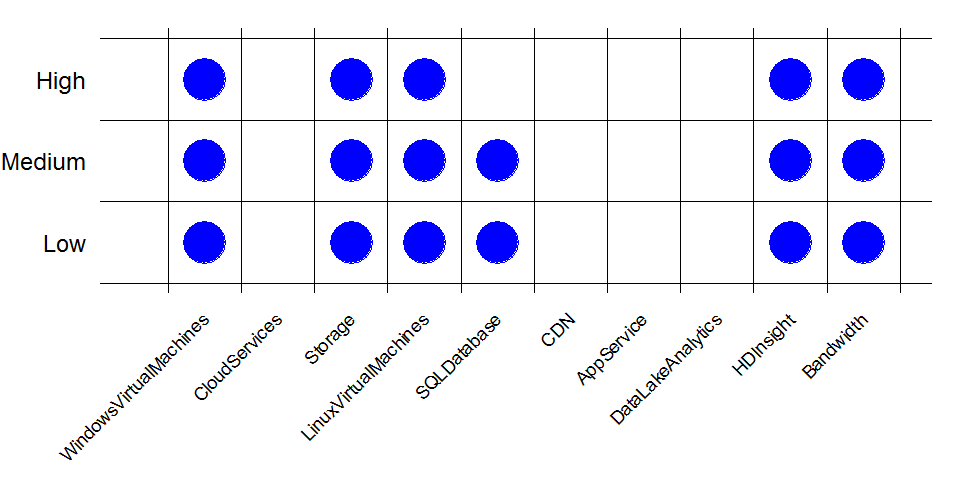 High
Medium
Low
WindowsVirtualMachines
CloudServices
Storage
LinuxVirtualMachines
SQLDatabase
CDN
AppService
DataLakeAnalytics
HDInsight
Bandwidth